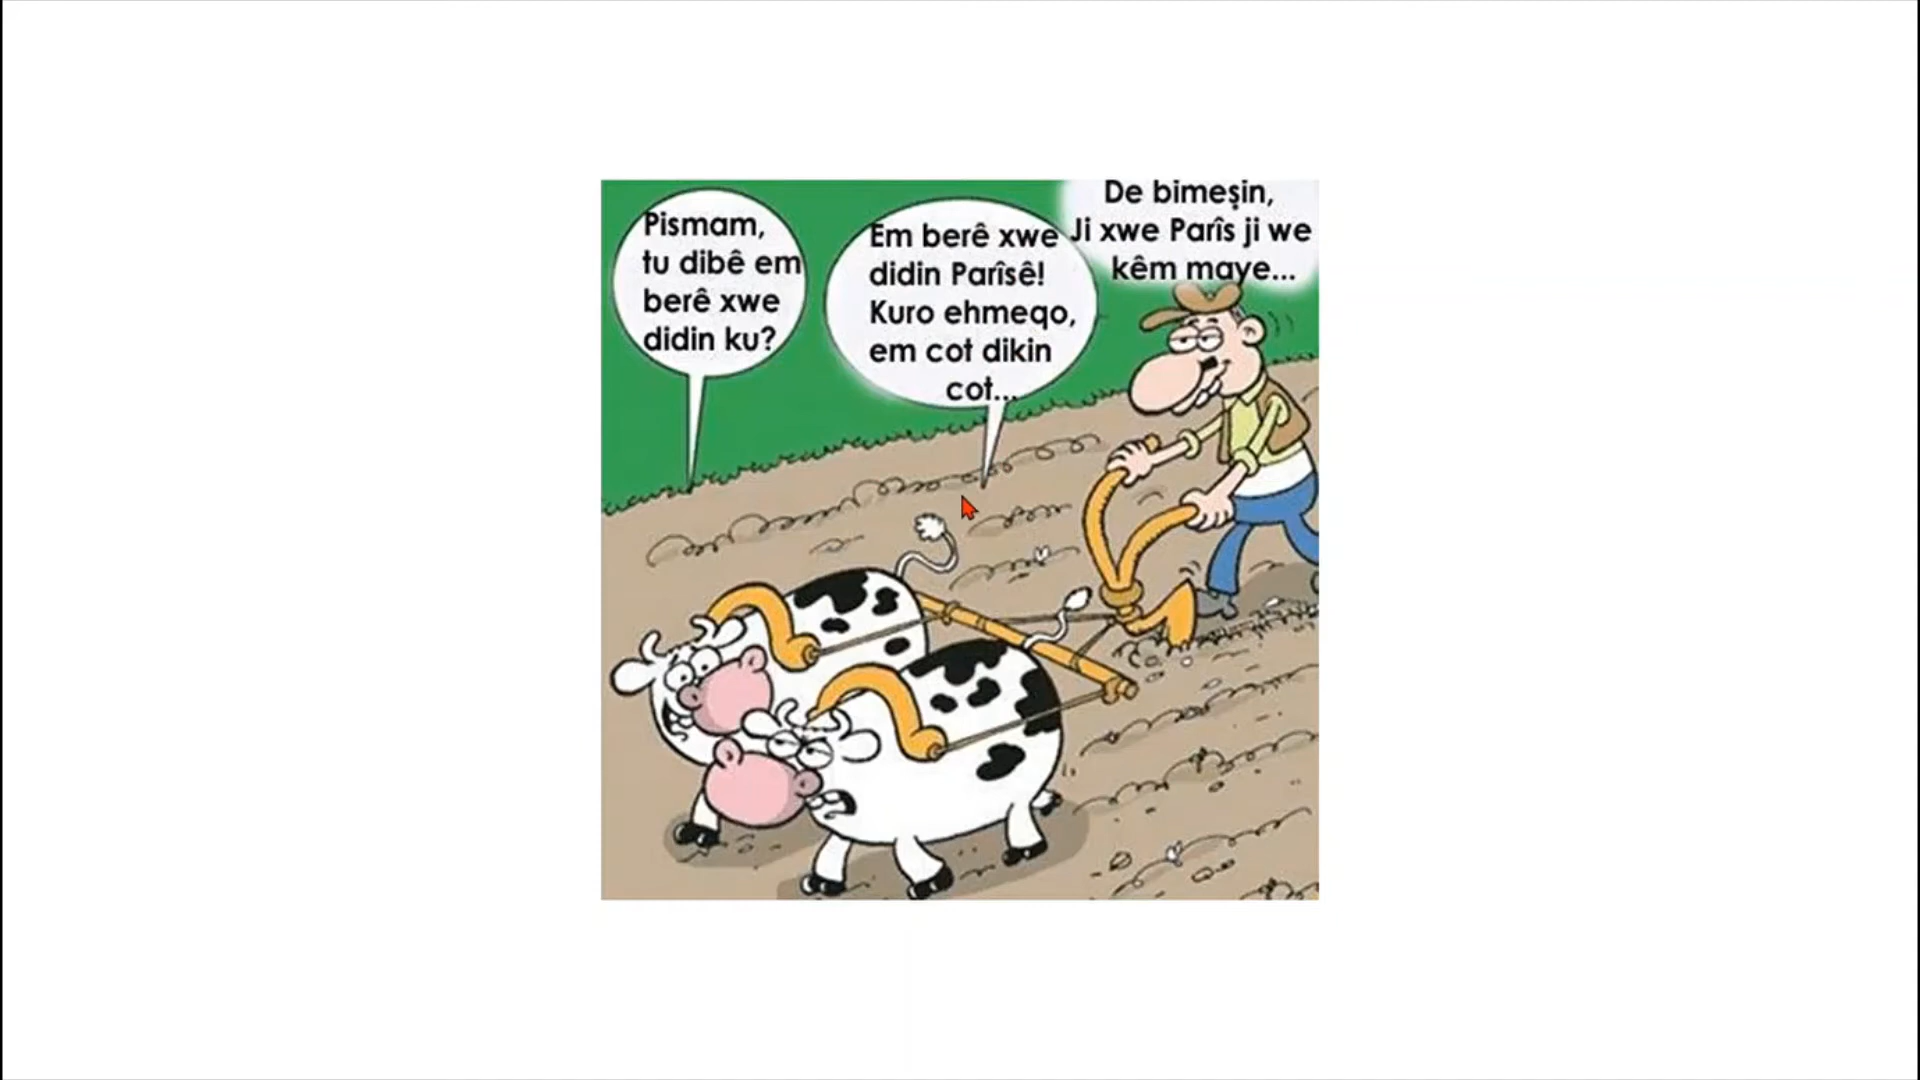 Pismam,
tu dibê em
berê xwe
didin ku?
Em berê xwe
didin Parîsê!
Kuro ehmeqo,
em cot dikin
cot...
De bimeşin,
Ji xwe Parîs ji we
kêm maye...